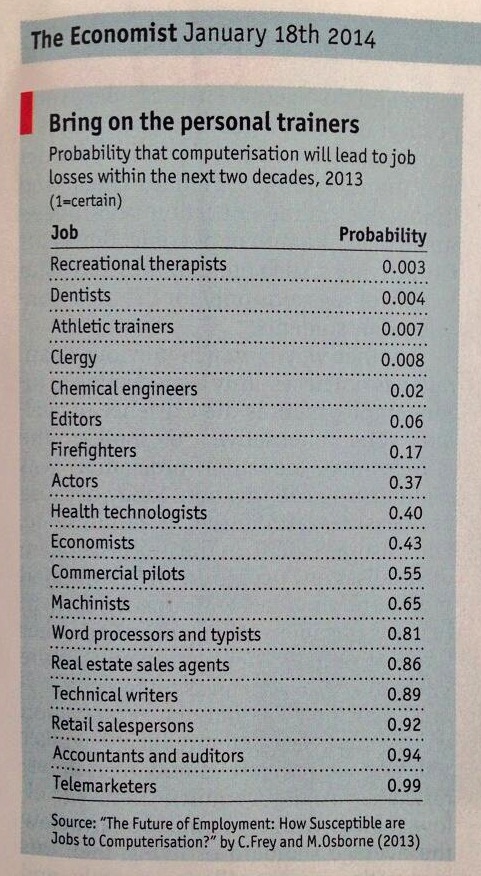 The Economist January 18th 2014
Bring on the personal trainers
Probability that computerisation will lead to job
losses within the next two decades, 2013
(1=certain)
Job Probability
Recreational therapists 0.003
Dentists 0.004
Athletic trainers 0.007
Clergy 0.008
Chemical engineers 0.02
Editors 0.06
Firefighters 0.17
Actors 0.37
Health technologists 0.40
Economists 0.43
Commercial pilots 0.55
Machinists 0.65
Word processors and typists 0.81
Real estate sales agents 0.86
Technical writers 0.89
Retail salespersons 0.92
Accountants and auditors 0.94
Telemarketers 0.99
Source: "The Future of Employment: How Susceptible are
Jobs to Computerisation?" by C.Frey and M.Osborne (2013)